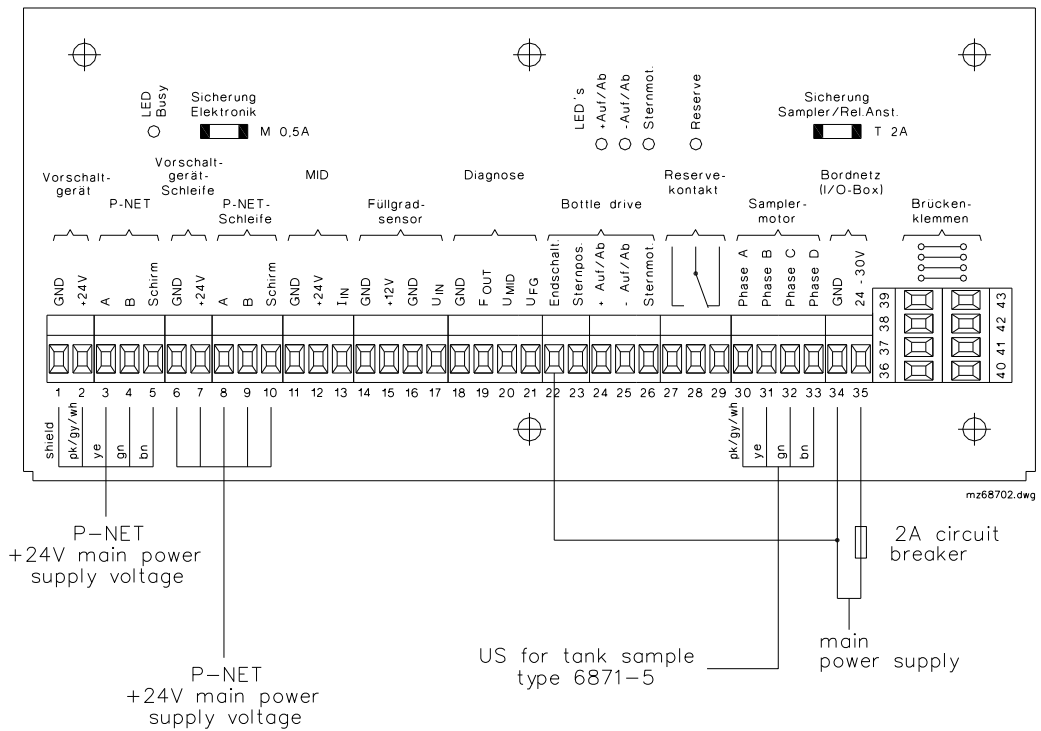 LED
Busy
Sicherung
Elektronik
M 0,5A
LED's
+Auf/Ab
-Auf/Ab
Sternmot.
Reserve
Sicherung
Sampler/Rel.Anst.
T 2A
Vorschalt-
gerät
P-NET
Vorschalt-
gerät-
Schleife
P-NET-
Schleife
MID
Füllgrad-
sensor
Diagnose
Bottle drive
Reserve-
kontakt
Sampler-
motor
Bordnetz
(I/O-Box)
Brücken-
klemmen
GND
+24V
A
B
Schirm
GND
+24V
A
B
Schirm
GND
+24V
IIN
GND
-12V
GND
UIN
GND
FOUT
UMID
UFG
Endschalt.
Sternpos.
+ Auf/Ab
- Auf/Ab
Sternmot.
Phase A
Phase B
Phase C
Phase D
GND
24 -30V
39
38
37
36
43
42
41
40
1 2 3 4 5 6 7 8 9 10 11 12 13 14 15 16 17 18 19 20 21 22 23 24 25 26 27 28 29 30 31 32 33 34 35
shield
pk/gy/wh
ye
gn
bn
pk/gy/wh
ye
gn
bn
mz68702.dwg
P-NET
+24V main power
supply voltage
2A circuit
breaker
P-NET
+24V main power
supply voltage
US for tank sample
type 6871-5
main
power supply